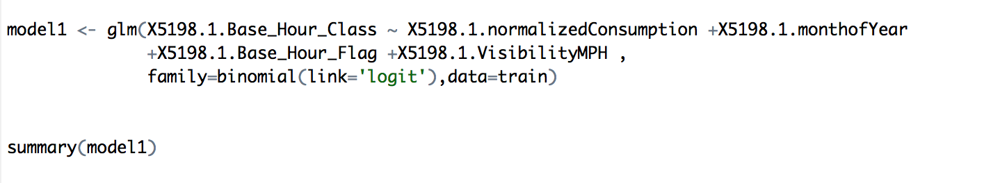 model1 <- glm(X5198.1.Base_Hour_Class ~ X5198.1.normalizedConsumption +X5198.1.monthofYear
+X5198.1.Base_Hour_Flag +X5198.1.VisibilityMPH ,
family=binomial(link='logit'),data=train)
summary(model1)